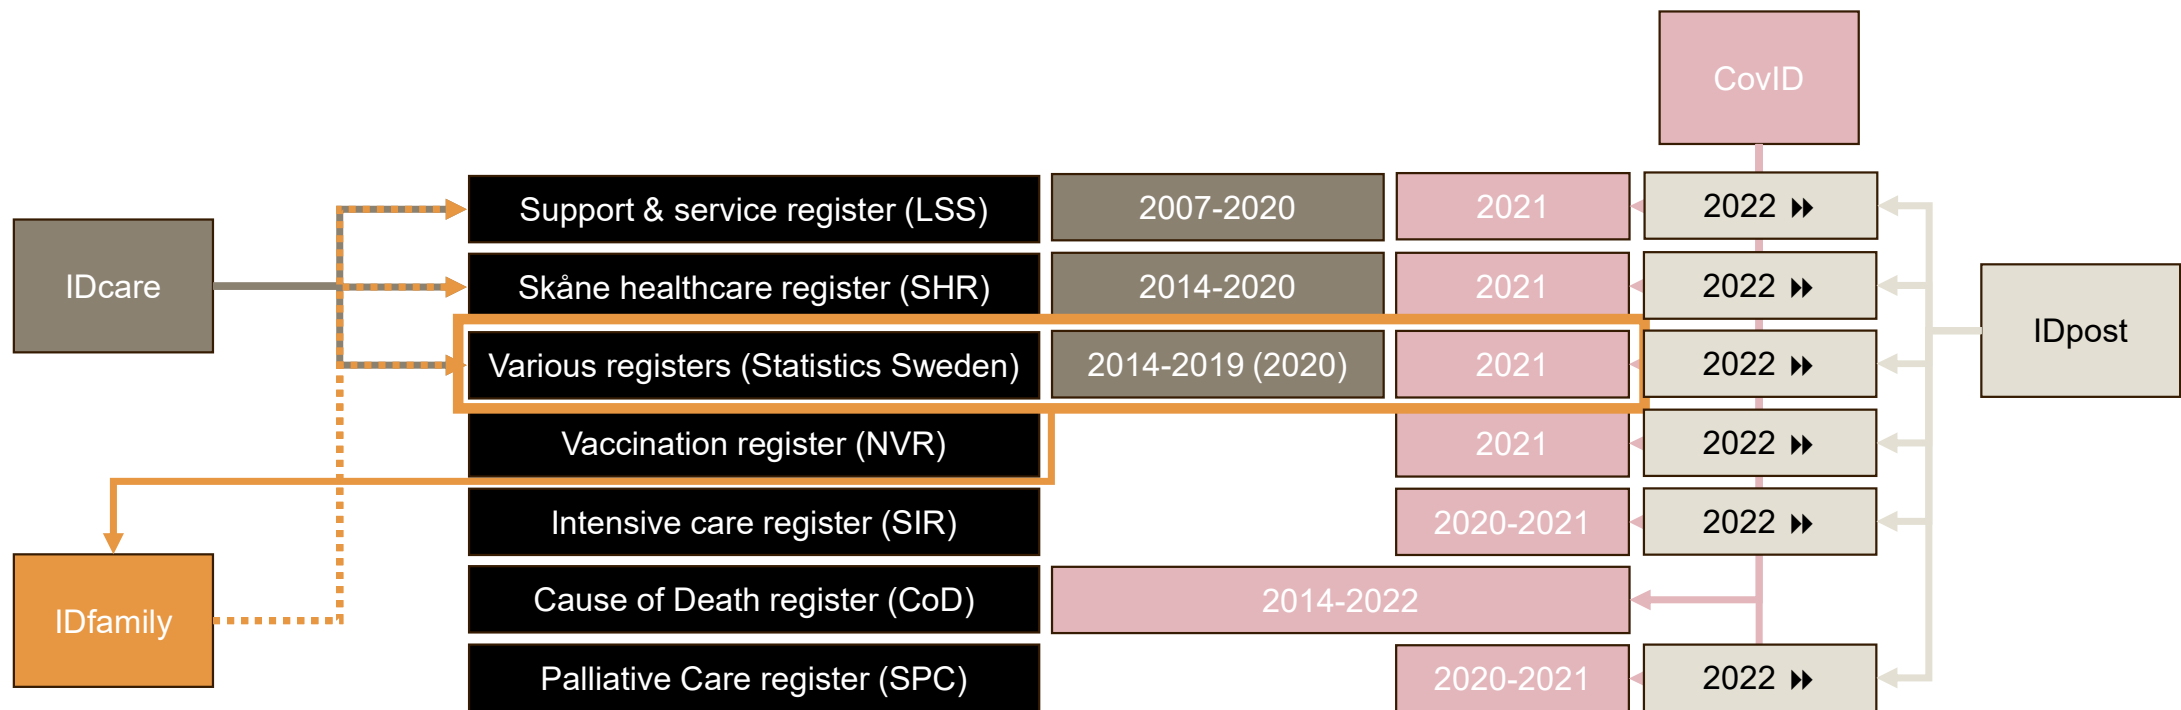 CovID
Support & service register (LSS)
2007-2020
2021
2022
IDcare
Skåne healthcare register (SHR)
2014-2020
2021
2022
IDpost
Various registers (Statistics Sweden)
2014-2019 (2020)
2021
2022
Vaccination register (NVR)
2021
2022
Intensive care register (SIR)
2020-2021
2022
IDfamily
Cause of Death register (CoD)
2014-2022
Palliative Care register (SPC)
2020-2021
2022